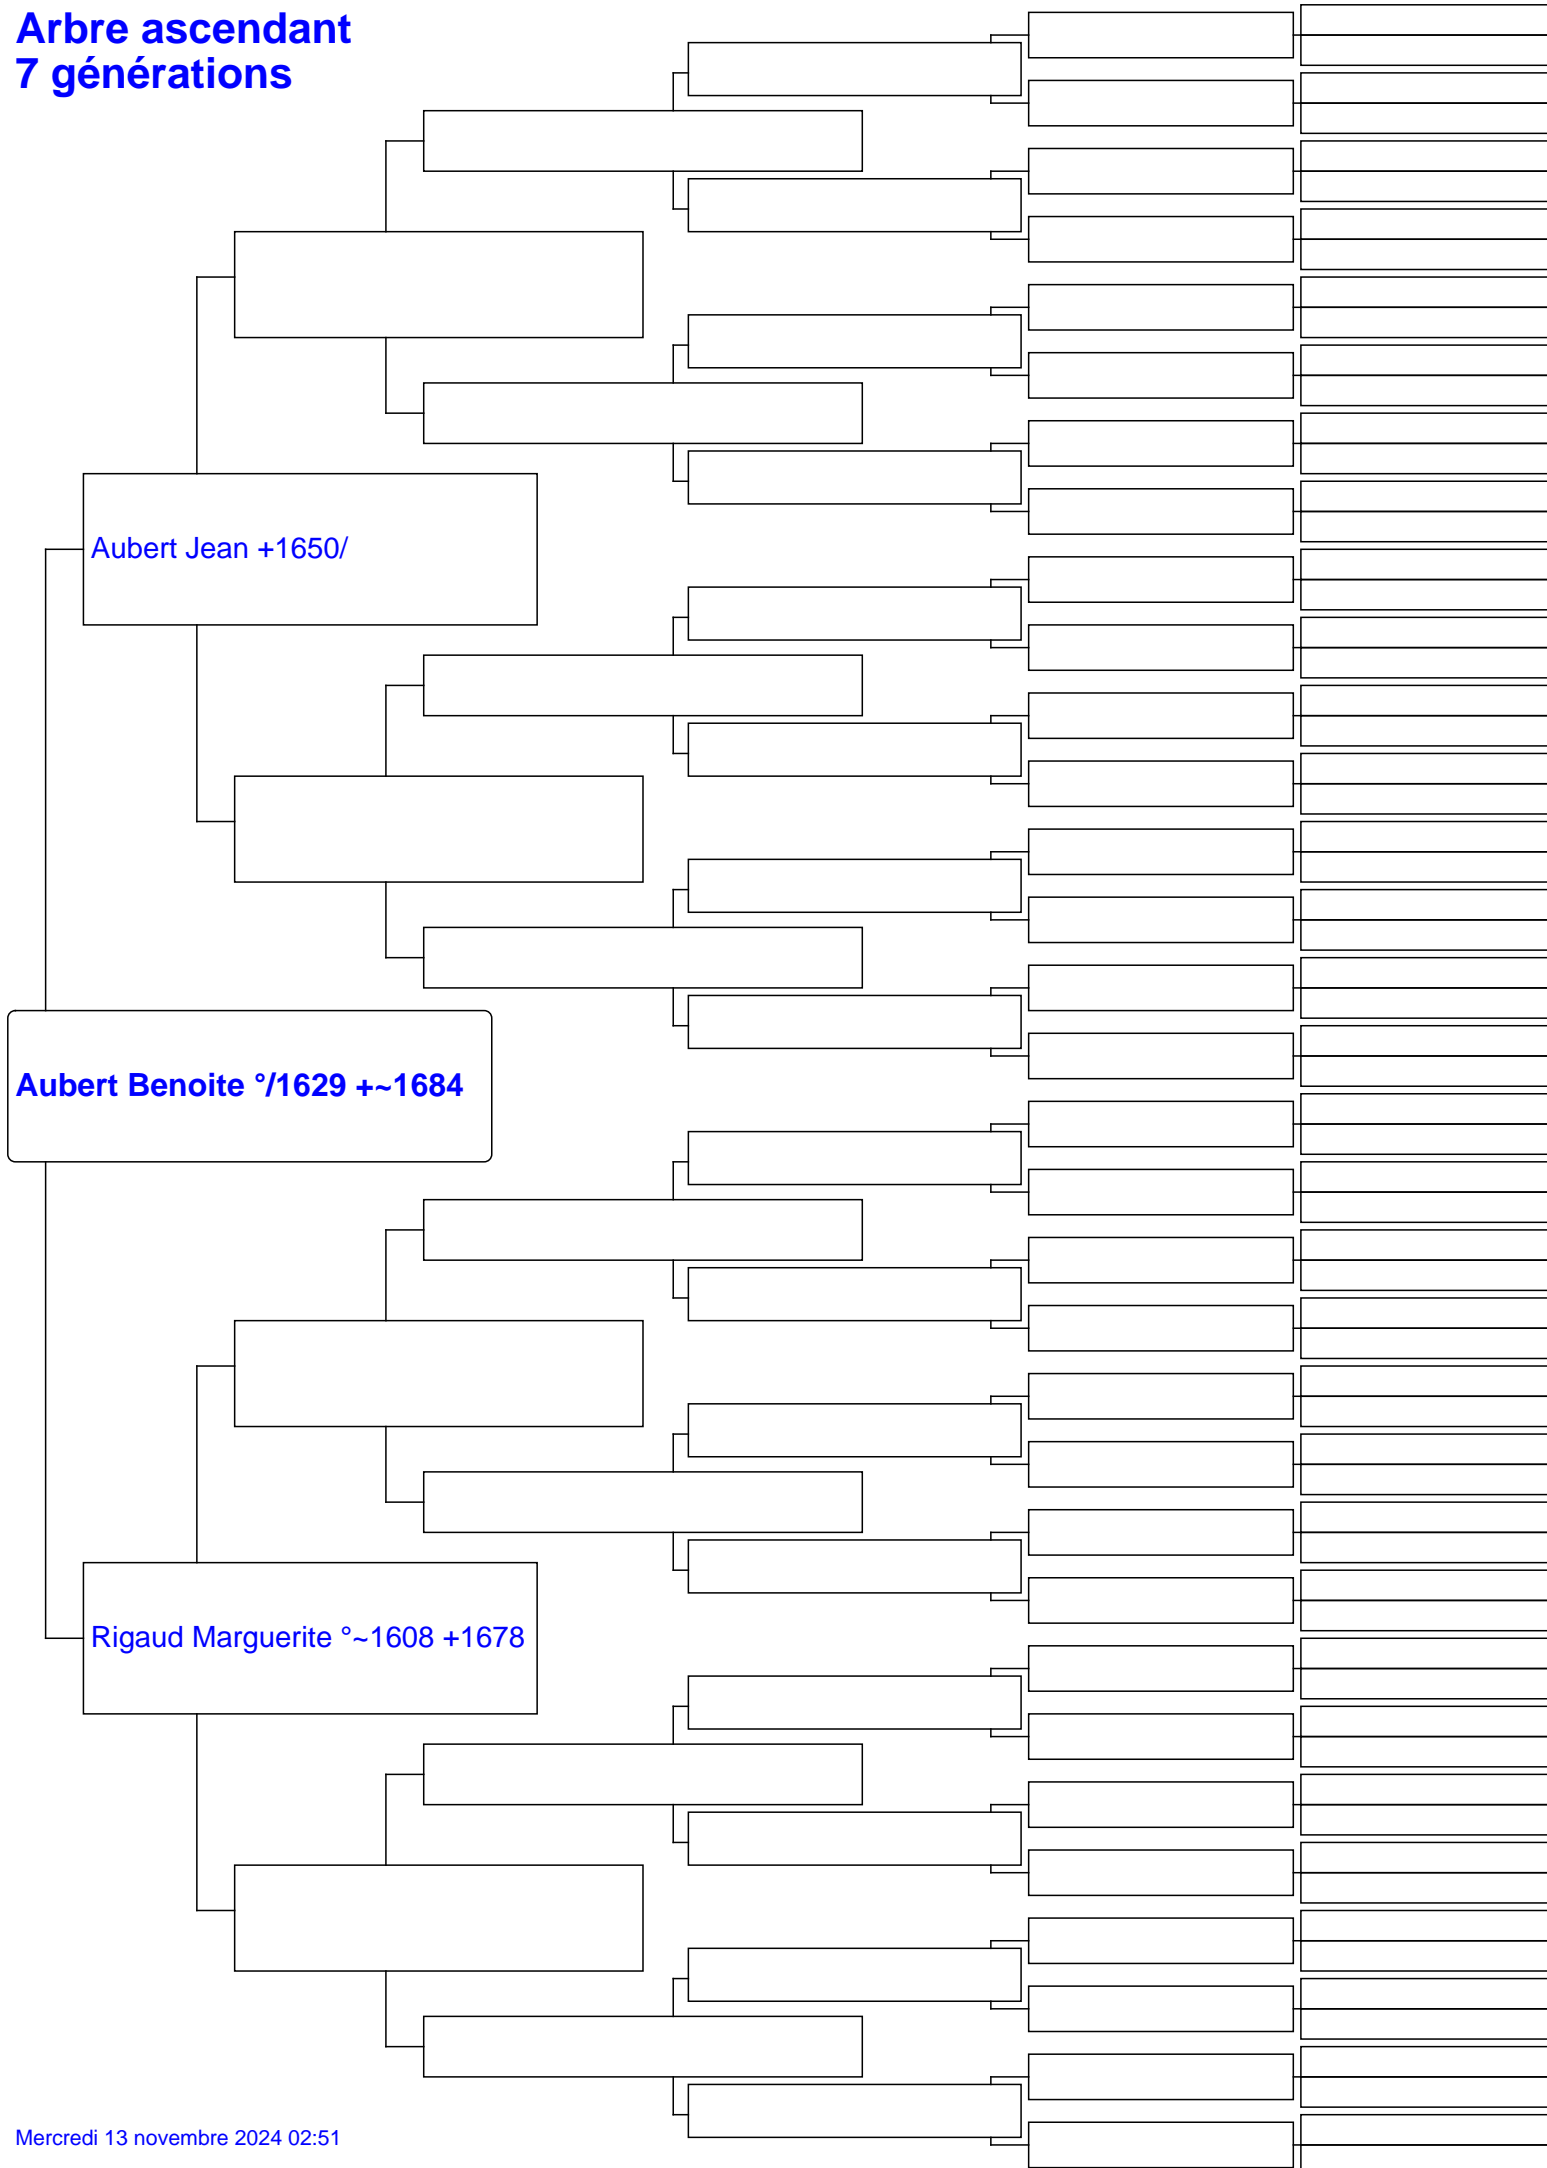 Arbre ascendant
7 générations
Aubert Jean +1650/
Aubert Benoite °/1629 +~1684
Rigaud Marguerite °~1608 +1678
Mercredi 13 novembre 2024 02:51